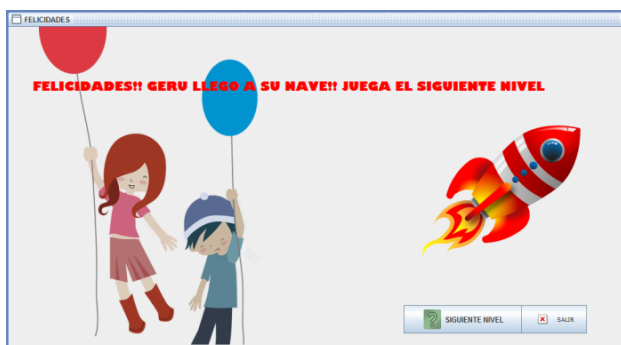 FELICIDADES
FELICIDADES!! GERU LLEGO A SU NAVE!! JUEGA EL SIGUIENTE NIVEL
SIGUIENTE NIVEL
SALIR